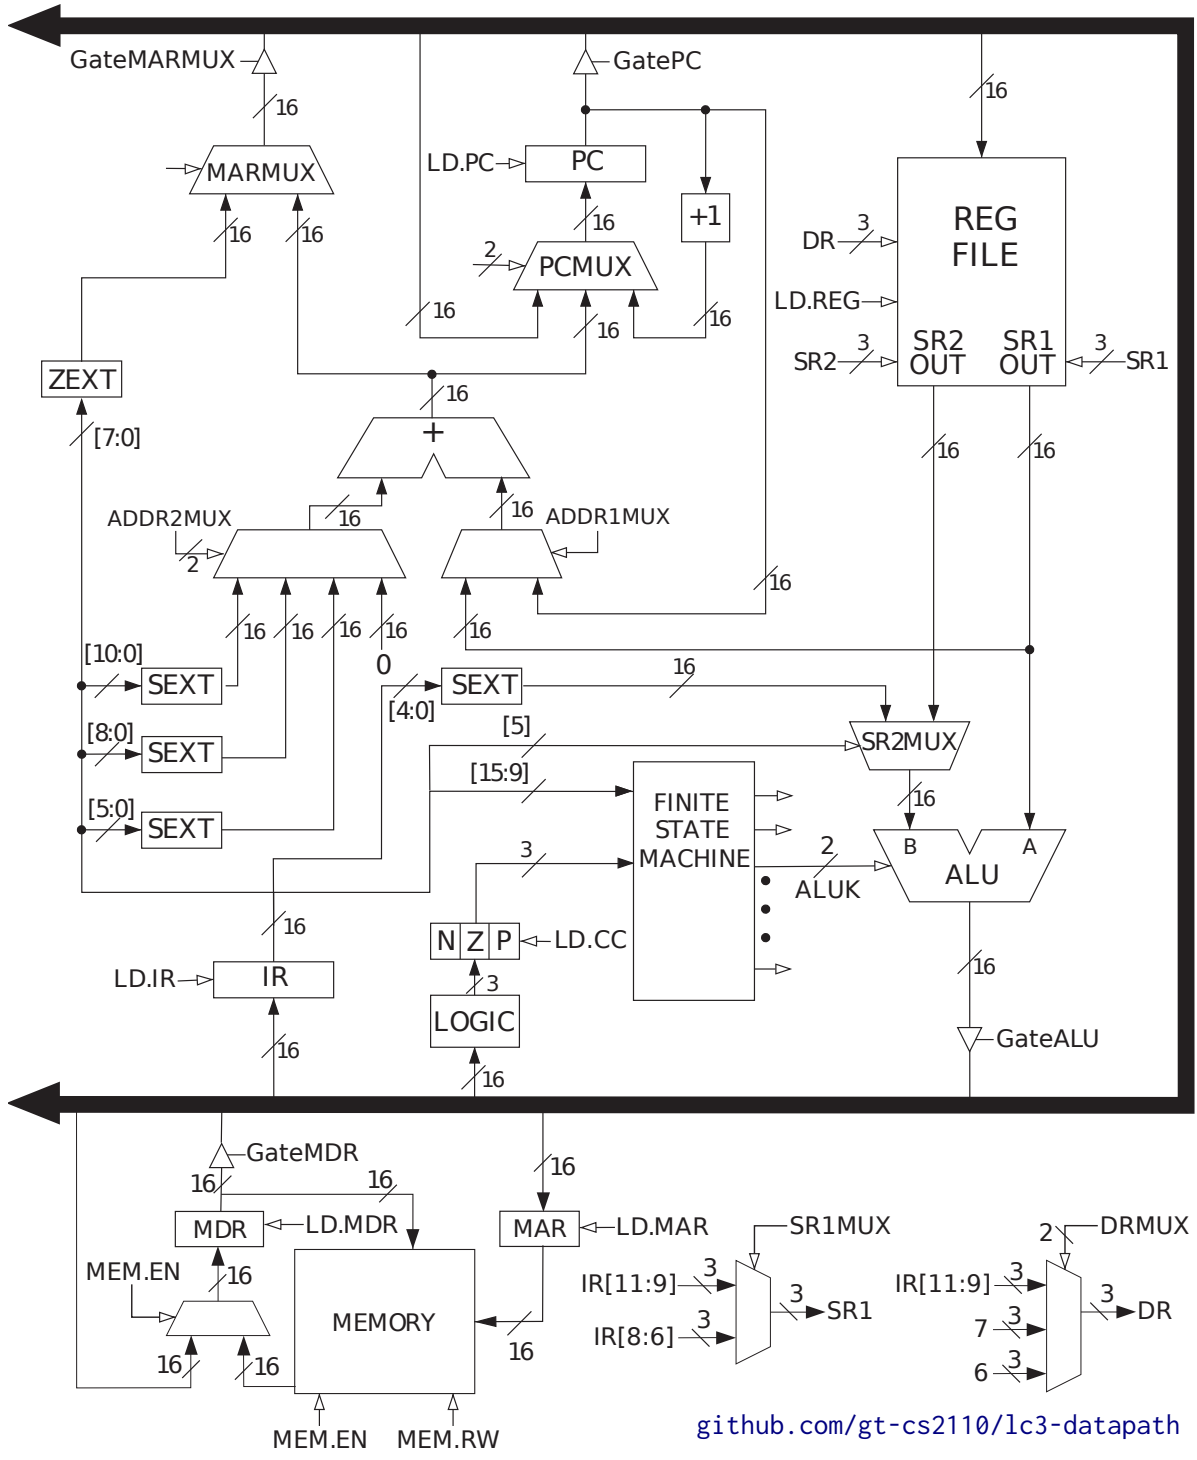 GateMARMUX
GatePC
16
16
MARMUX
LD.PC
PC
+1
16
16
16
2
PCMUX
16
16
16
REG
FILE
DR
3
LD.REG
SR2
3
SR2
OUT
SR1
OUT
3
SR1
ZEXT
[7:0]
16
+
16
16
16
16
ADDR2MUX
2
ADDR1MUX
16
16
16
16
16
16
0
[10:0]
SEXT
[4:0]
SEXT
16
[8:0]
SEXT
[5]
SR2MUX
[15:9]
16
[5:0]
SEXT
FINITE
STATE
MACHINE
3
2
ALUK
B
A
ALU
16
N Z P
LD.CC
16
LD.IR
IR
3
LOGIC
GateALU
16
16
GateMDR
16
16
16
MDR
LD.MDR
MAR
LD.MAR
MEM.EN
16
MEMORY
16
16
16
MEM.EN
MEM.RW
SR1MUX
IR[11:9]
3
3
SR1
IR[8:6]
3
2
DRMUX
IR[11:9]
3
3
DR
7
3
6
3
github.com/gt-cs2110/lc3-datapath